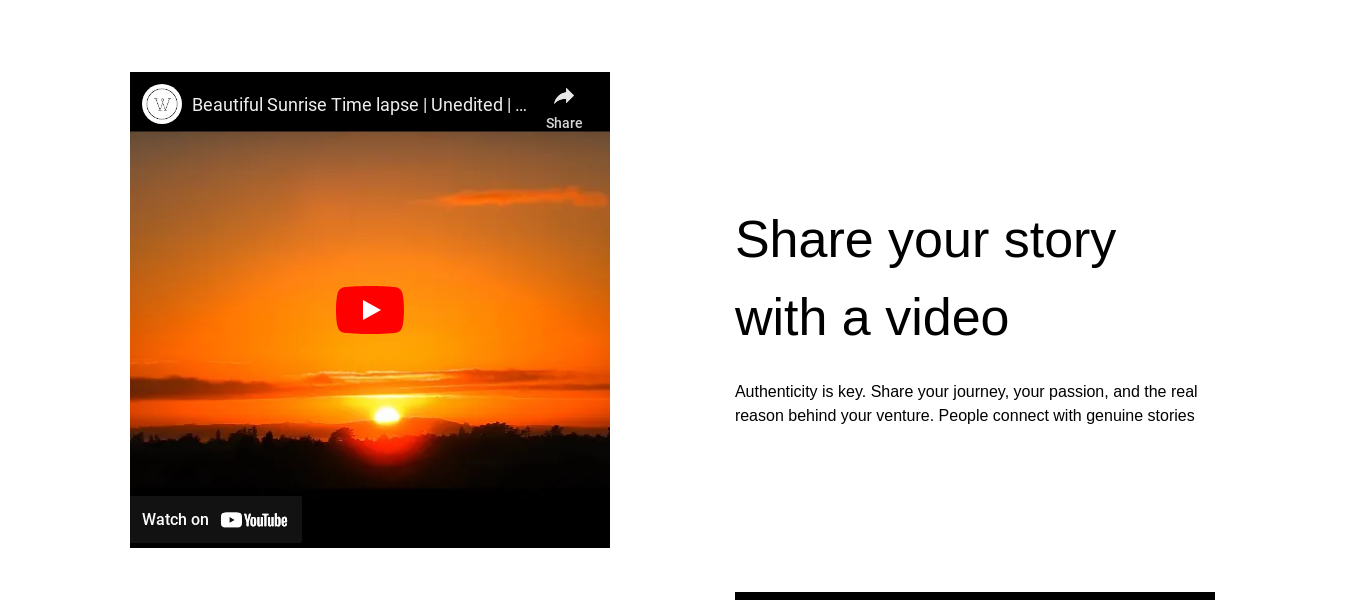 W
Beautiful Sunrise Time lapse | Unedited | ...
Share
Watch on YouTube
Share your story
with a video
Authenticity is key. Share your journey, your passion, and the real
reason behind your venture. People connect with genuine stories